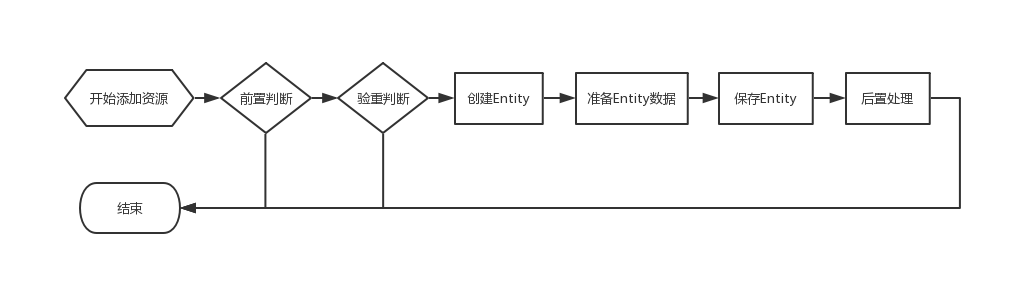 开始添加资源
前置判断
验重判断
创建Entity
准备Entity数据
保存Entity
后置处理
结束